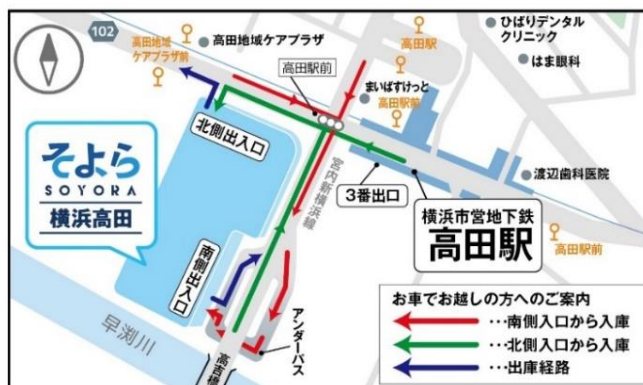 102
高田地域
ケアプラザ前
高田地域ケアプラザ
高田駅
ひばりデンタル
クリニック
はま眼科
高田駅前
まいばすけっと
高田駅前
北側出入口
そよら
SOYORA
横浜高田
宮内新横浜線
3番出口
渡辺歯科医院
横浜市営地下鉄
高田駅
高田駅前
南側出入口
アンダーパス
早渕川
高吉橋
お車でお越しの方へのご案内
…南側入口から入庫
…北側入口から入庫
…出庫経路